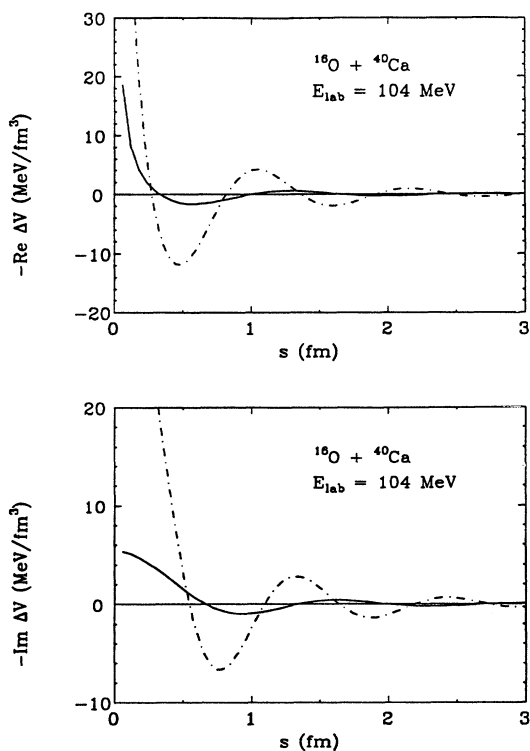 30
20
10
0
−10
−20
−Re ΔV (MeV/fm³)
¹⁶O + ⁴⁰Ca
E_lab = 104 MeV
0 1 2 3
s (fm)
20
10
0
−10
−Im ΔV (MeV/fm³)
¹⁶O + ⁴⁰Ca
E_lab = 104 MeV
0 1 2 3
s (fm)